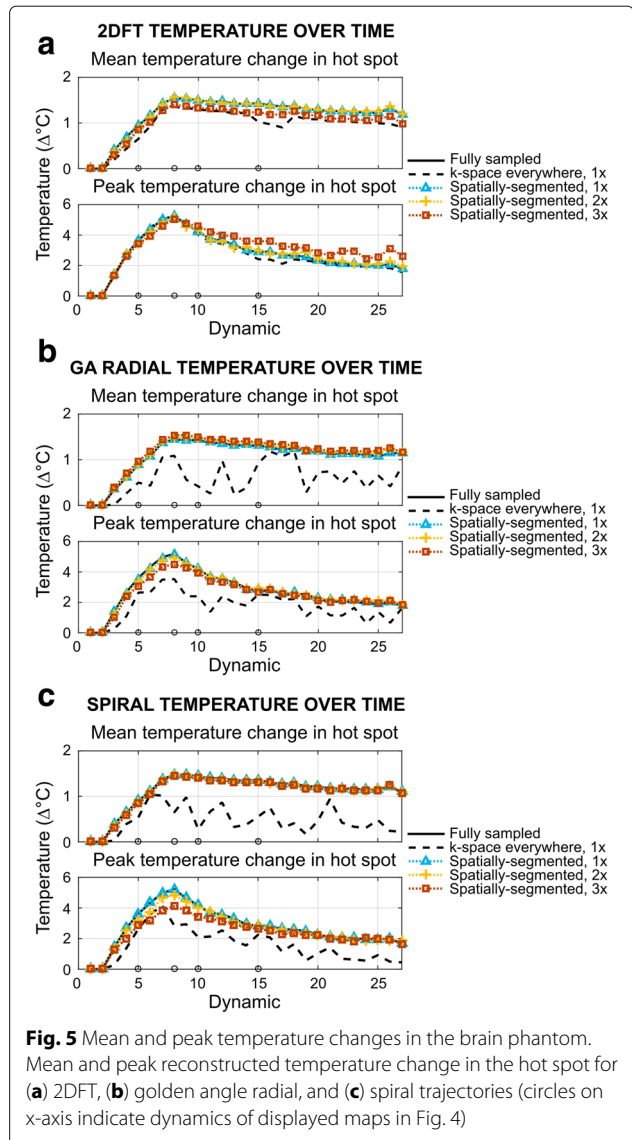 a
2DFT TEMPERATURE OVER TIME
Mean temperature change in hot spot
2
1
0
Fully sampled
k-space everywhere, 1x
Spatially-segmented, 1x
Spatially-segmented, 2x
Spatially-segmented, 3x
Temperature (Δ°C)
Peak temperature change in hot spot
6
4
2
0
0 5 10 15 20 25
Dynamic
b
GA RADIAL TEMPERATURE OVER TIME
Mean temperature change in hot spot
2
1
0
Fully sampled
k-space everywhere, 1x
Spatially-segmented, 1x
Spatially-segmented, 2x
Spatially-segmented, 3x
Temperature (Δ°C)
Peak temperature change in hot spot
6
4
2
0
0 5 10 15 20 25
Dynamic
c
SPIRAL TEMPERATURE OVER TIME
Mean temperature change in hot spot
2
1
0
Fully sampled
k-space everywhere, 1x
Spatially-segmented, 1x
Spatially-segmented, 2x
Spatially-segmented, 3x
Temperature (Δ°C)
Peak temperature change in hot spot
6
4
2
0
0 5 10 15 20 25
Dynamic
Fig. 5 Mean and peak temperature changes in the brain phantom.
Mean and peak reconstructed temperature change in the hot spot for
(a) 2DFT, (b) golden angle radial, and (c) spiral trajectories (circles on
x-axis indicate dynamics of displayed maps in Fig. 4)